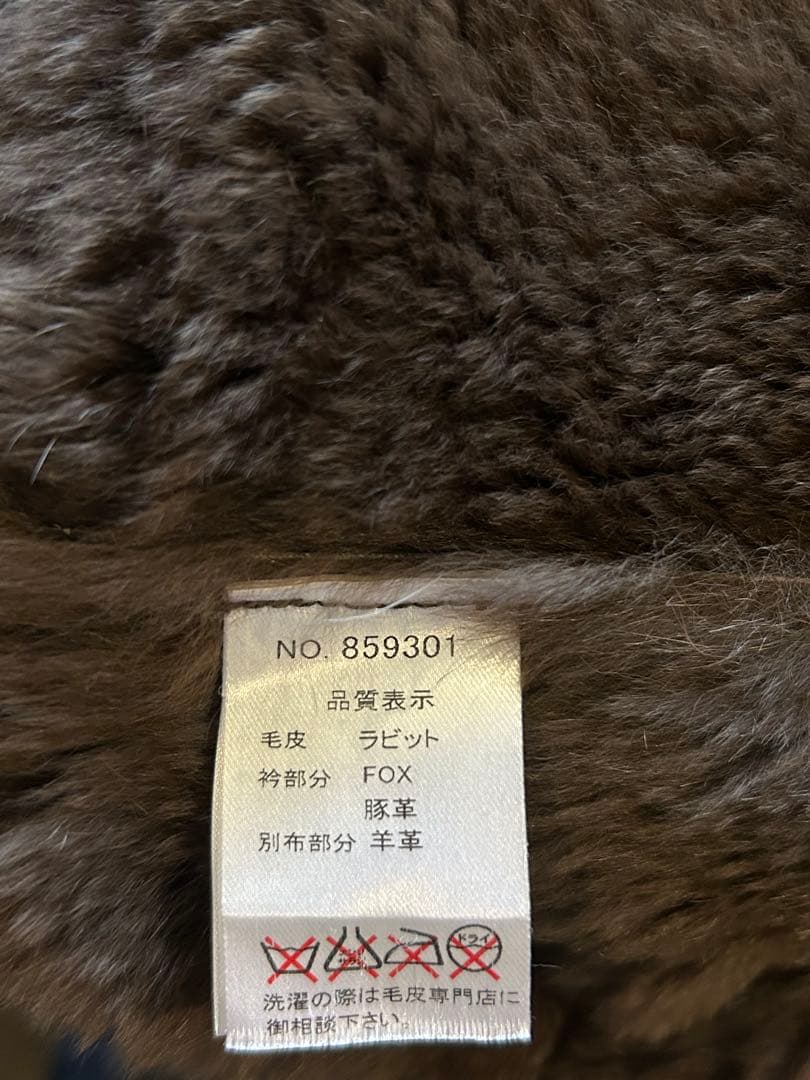 NO. 859301
品質表示
毛皮 ラビット
衿部分 FOX
豚革
別布部分 羊革
ドライ
洗濯の際は毛皮専門店に
御相談下さい。